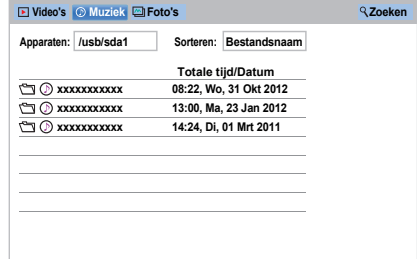 Video's Muziek Foto's Zoeken
Apparaten: /usb/sda1 Sorteren: Bestandsnaam
Totale tijd/Datum
xxxxxxxxxxx 08:22, Wo, 31 Okt 2012
xxxxxxxxxxx 13:00, Ma, 23 Jan 2012
xxxxxxxxxxx 14:24, Di, 01 Mrt 2011